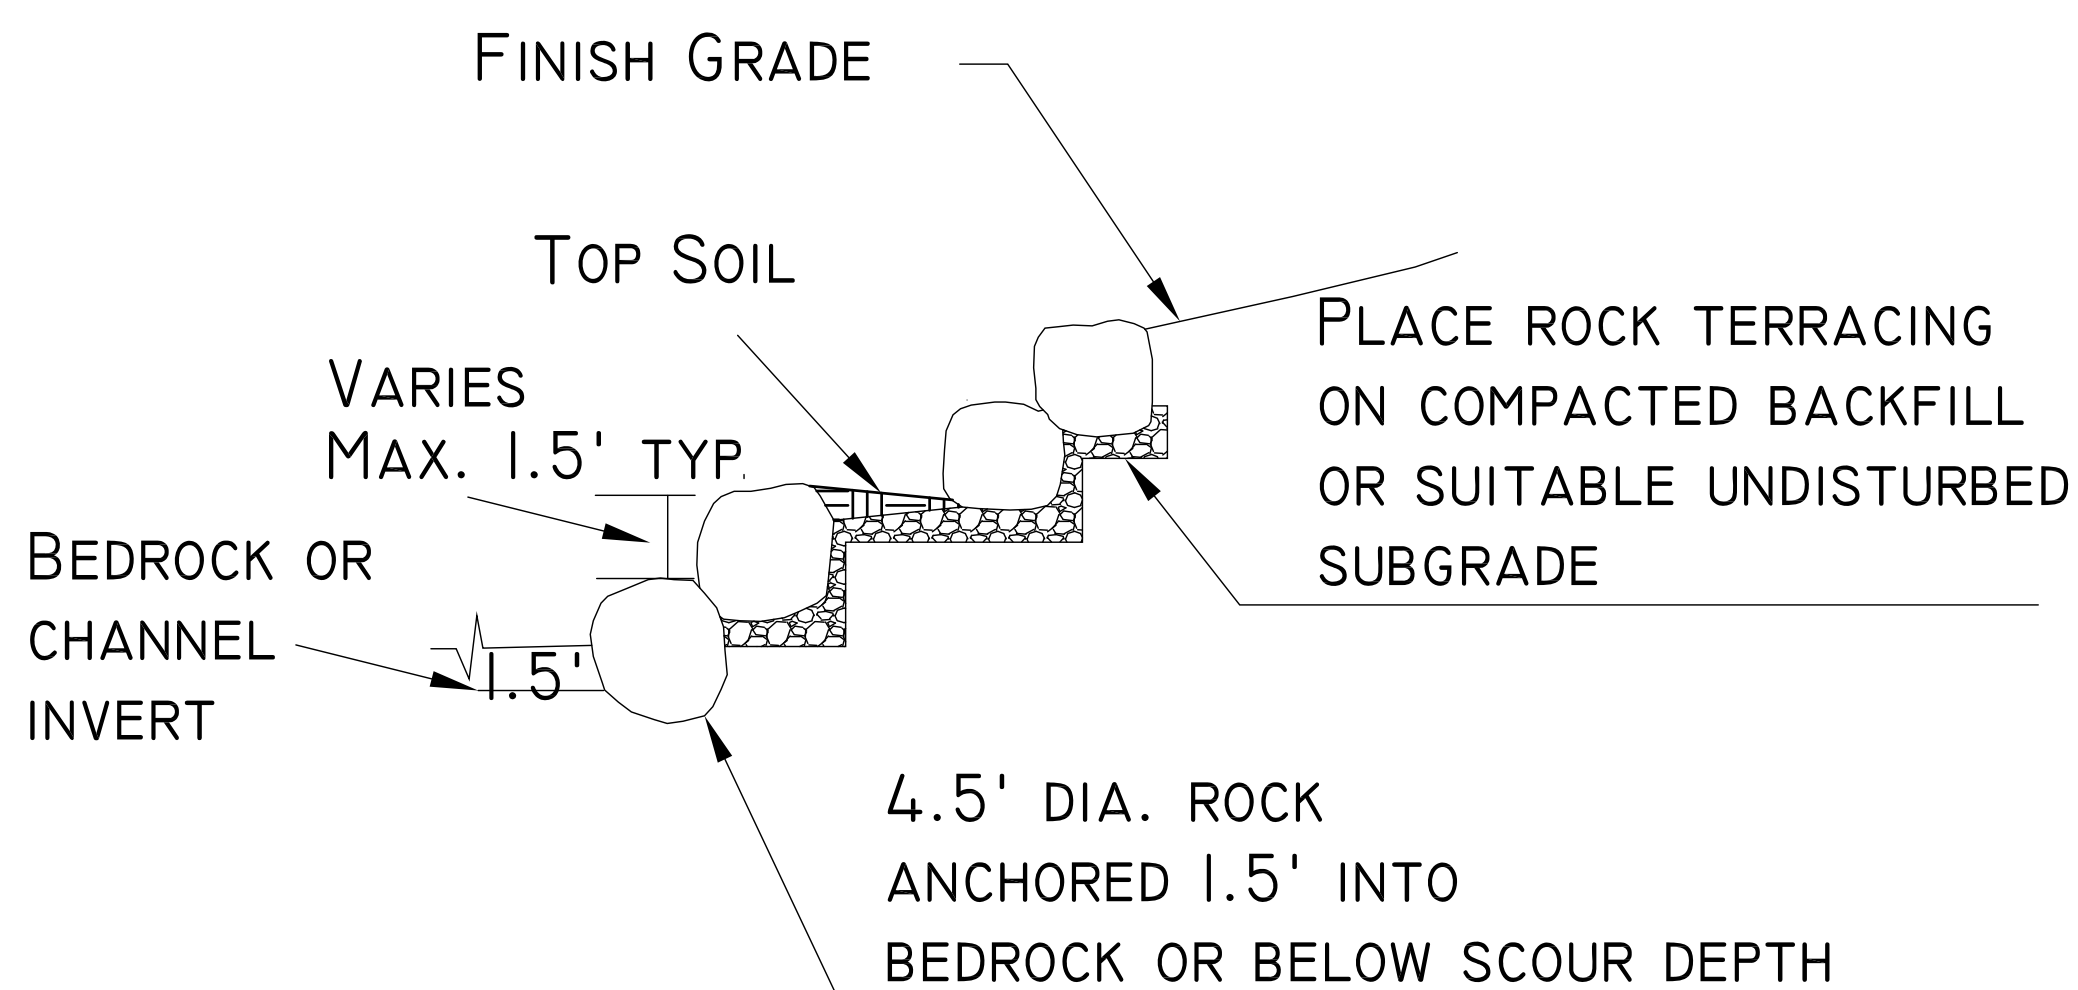 FINISH GRADE
TOP SOIL
VARIES
MAX. 1.5' TYP.
PLACE ROCK TERRACING
ON COMPACTED BACKFILL
OR SUITABLE UNDISTURBED
SUBGRADE
BEDROCK OR
CHANNEL
INVERT
1.5'
4.5' DIA. ROCK
ANCHORED 1.5' INTO
BEDROCK OR BELOW SCOUR DEPTH